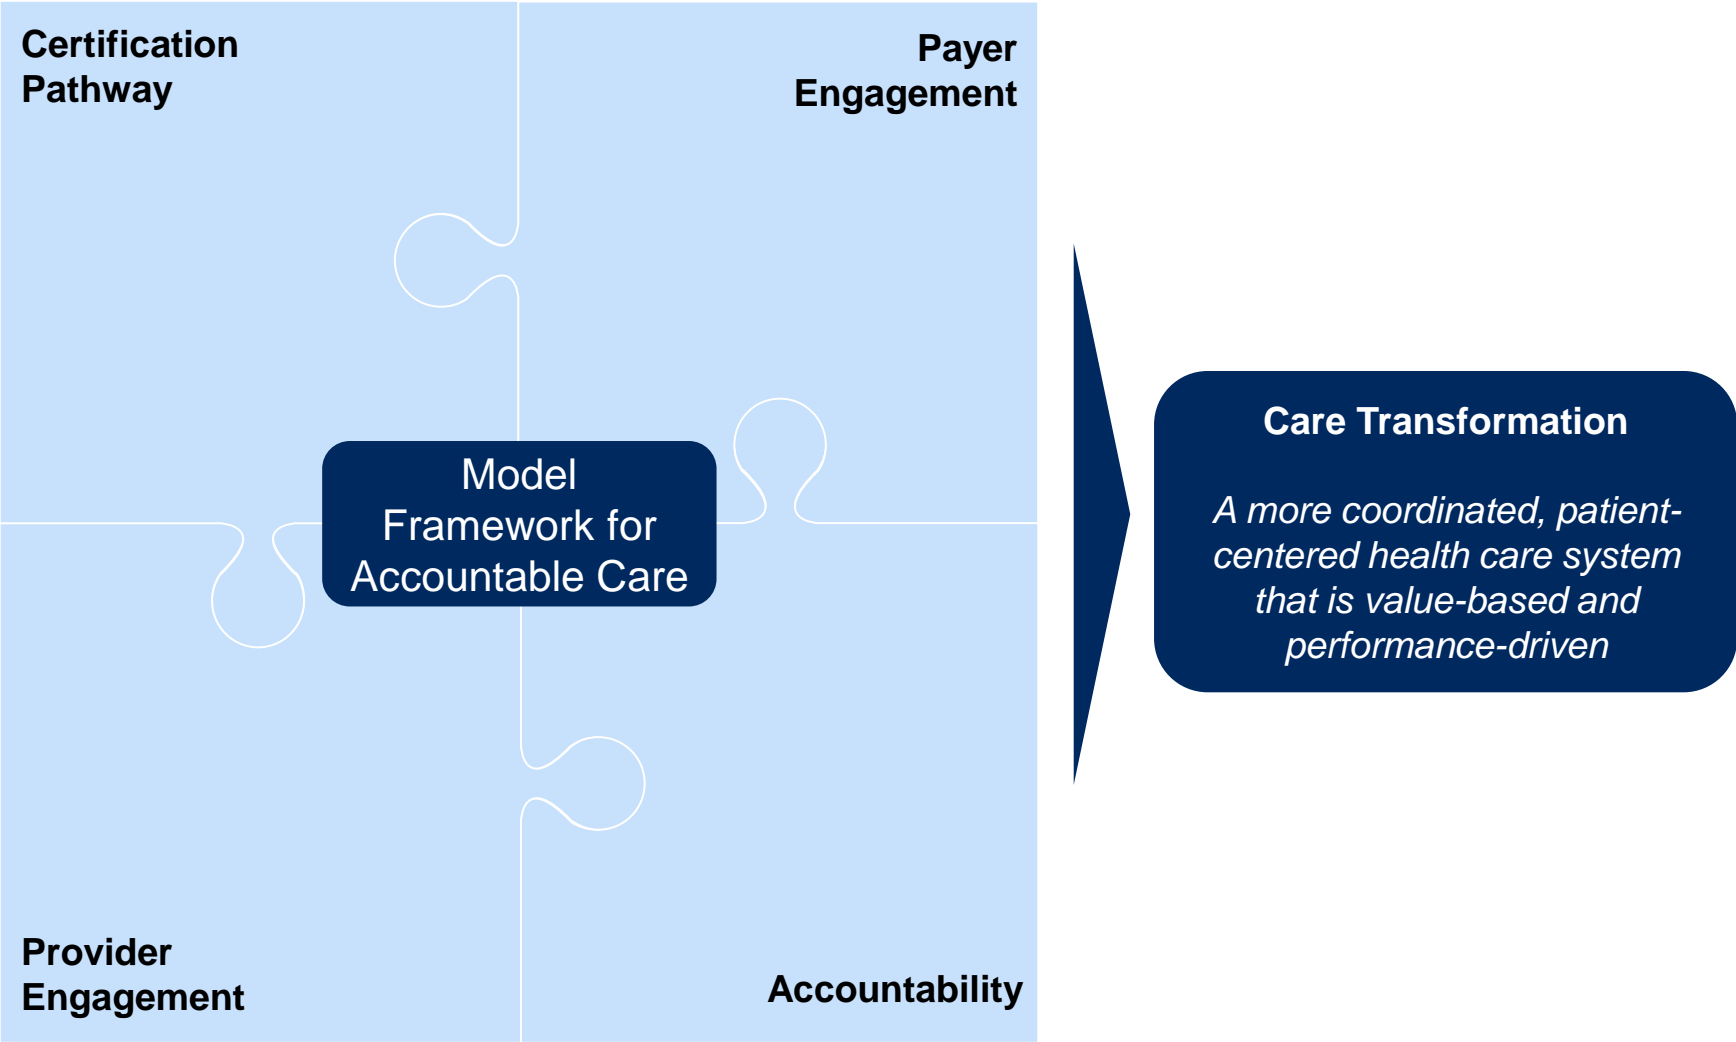 Certification
Pathway
Payer
Engagement
Model
Framework for
Accountable Care
Provider
Engagement
Accountability
Care Transformation
A more coordinated, patient-
centered health care system
that is value-based and
performance-driven